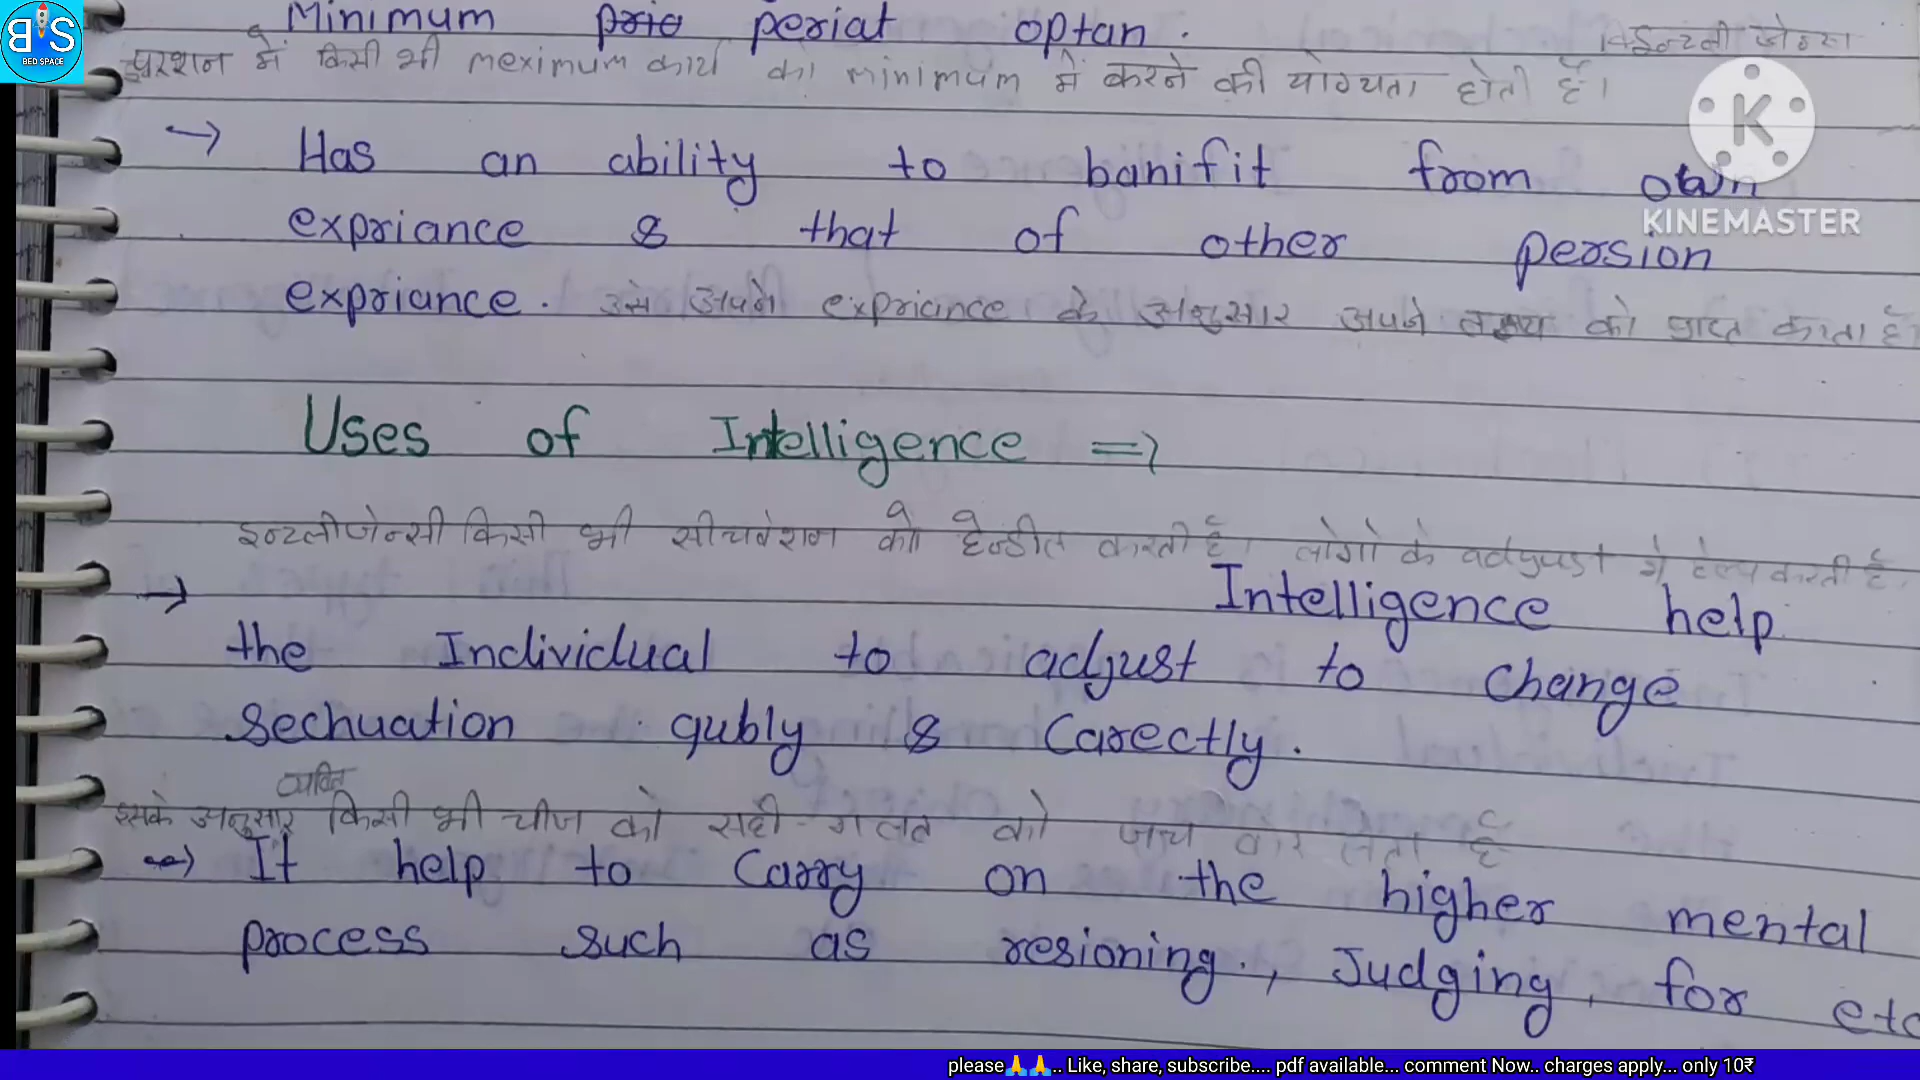 BS
BED SPACE
Minimum periat optan.
में किसी भी meximum कार्य को minimum में करने की योग्यता होती हैं।
→ Has an ability to banifit from own
KINEMASTER
expriance & that of other persion
expriance. उसे अपने expriance के अनुसार अपने लक्ष्य को प्राप्त करता है
Uses of Intelligence ⇒
इन्टलीजेन्सी किसी भी को हेन्डील करती हैं। लोगो के adjust मे हेल्प करती हैं
→ Intelligence help
the Individual to adjust to change
sechuation qubly & Carectly.
व्यक्ति
इसके अनुसार किसी भी चीज को सही-गलत को जांच कर लेता हैं
→ It help to Carry on the higher mental
process such as resioning., Judging, for etc
please🙏🙏.. Like, share, subscribe.... pdf available... comment Now.. charges apply... only 10₹